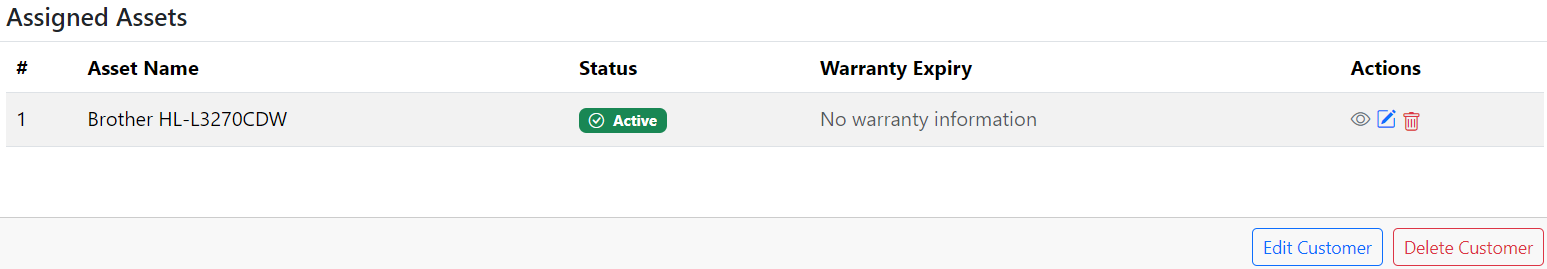 Assigned Assets
# Asset Name Status Warranty Expiry Actions
1 Brother HL-L3270CDW Active No warranty information
Edit Customer Delete Customer